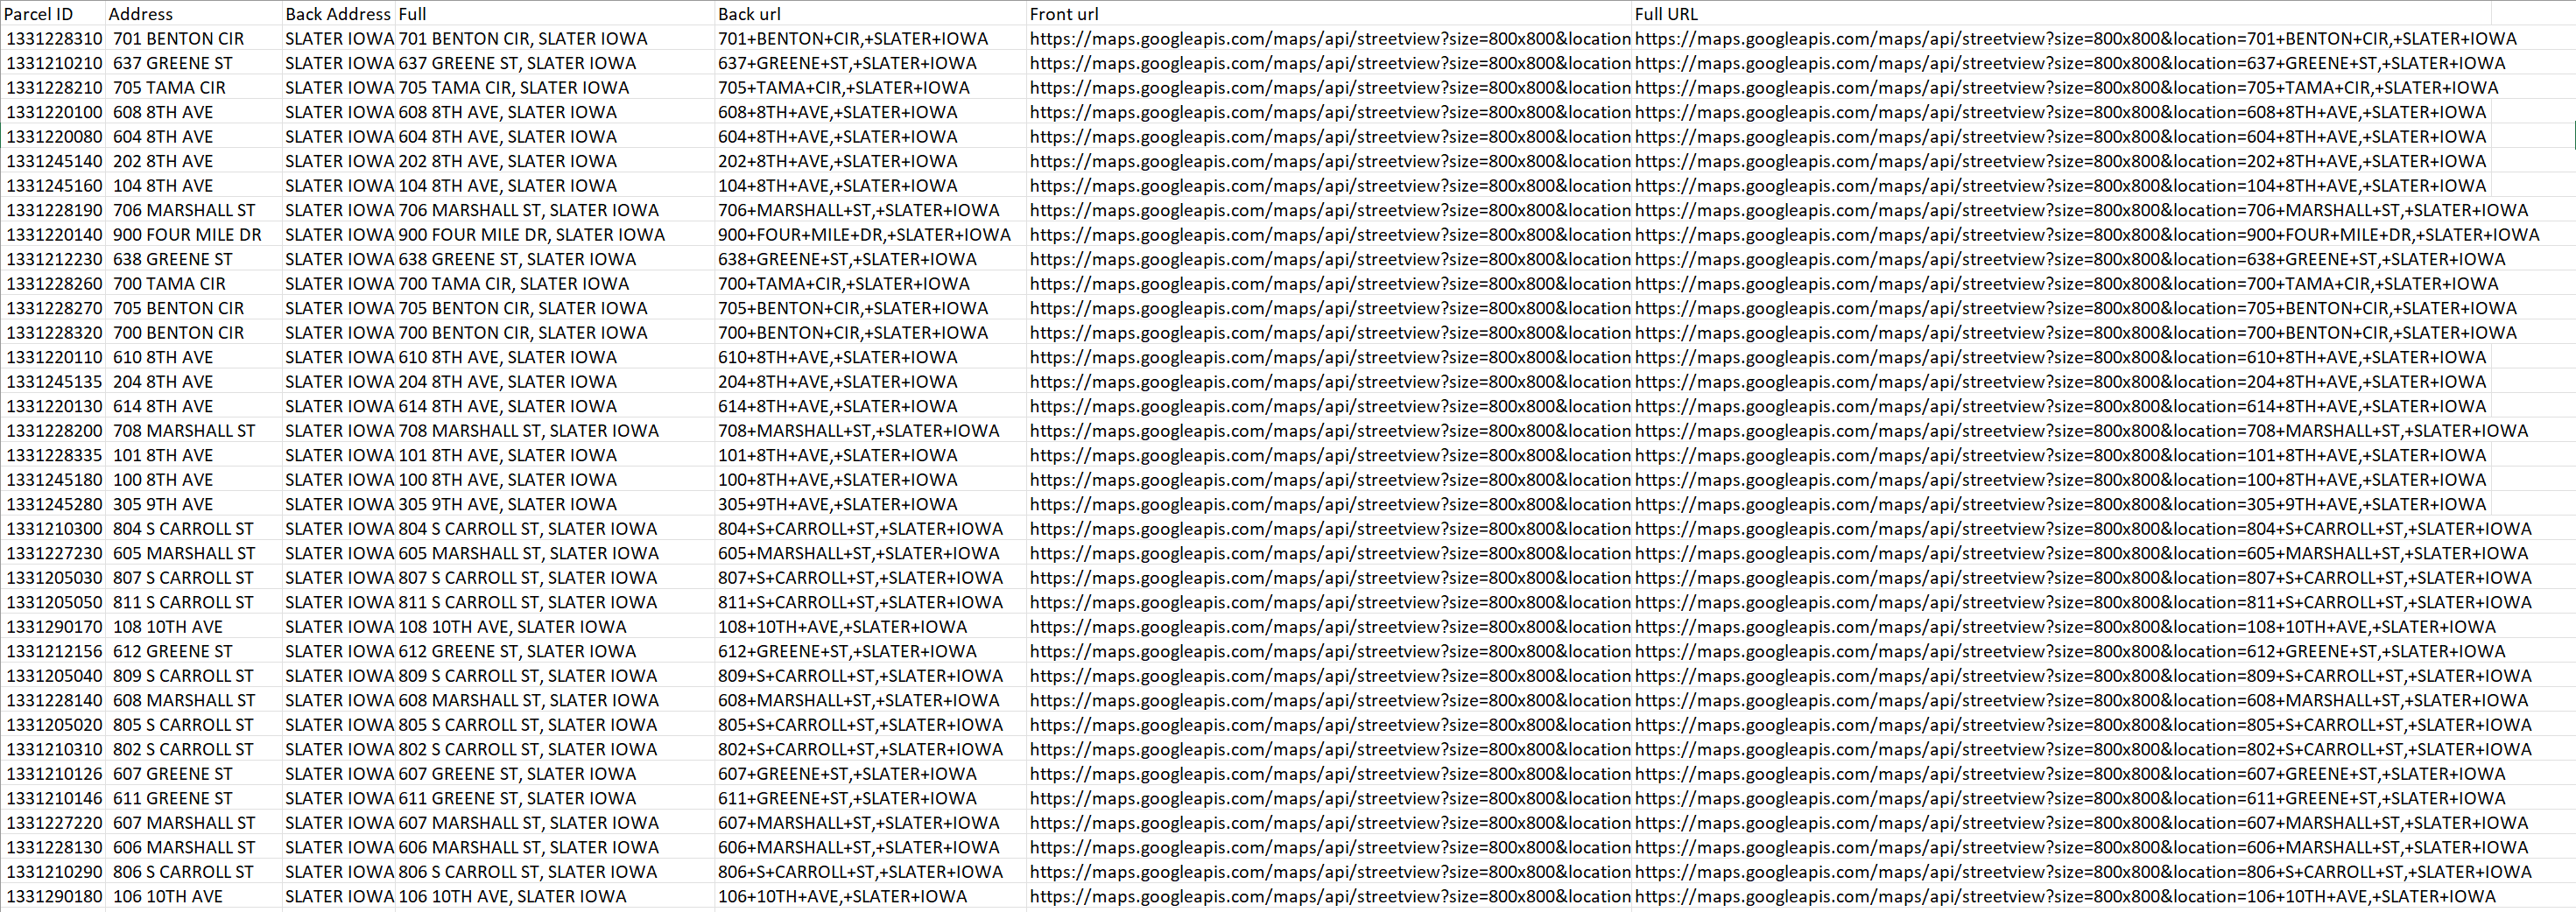 Parcel ID Address Back Address Full Back url Front url Full URL
1331228310 701 BENTON CIR SLATER IOWA 701 BENTON CIR, SLATER IOWA 701+BENTON+CIR,+SLATER+IOWA https://maps.googleapis.com/maps/api/streetview?size=800x800&location https://maps.googleapis.com/maps/api/streetview?size=800x800&location=701+BENTON+CIR,+SLATER+IOWA
1331210210 637 GREENE ST SLATER IOWA 637 GREENE ST, SLATER IOWA 637+GREENE+ST,+SLATER+IOWA https://maps.googleapis.com/maps/api/streetview?size=800x800&location https://maps.googleapis.com/maps/api/streetview?size=800x800&location=637+GREENE+ST,+SLATER+IOWA
1331228210 705 TAMA CIR SLATER IOWA 705 TAMA CIR, SLATER IOWA 705+TAMA+CIR,+SLATER+IOWA https://maps.googleapis.com/maps/api/streetview?size=800x800&location https://maps.googleapis.com/maps/api/streetview?size=800x800&location=705+TAMA+CIR,+SLATER+IOWA
1331220100 608 8TH AVE SLATER IOWA 608 8TH AVE, SLATER IOWA 608+8TH+AVE,+SLATER+IOWA https://maps.googleapis.com/maps/api/streetview?size=800x800&location https://maps.googleapis.com/maps/api/streetview?size=800x800&location=608+8TH+AVE,+SLATER+IOWA
1331220080 604 8TH AVE SLATER IOWA 604 8TH AVE, SLATER IOWA 604+8TH+AVE,+SLATER+IOWA https://maps.googleapis.com/maps/api/streetview?size=800x800&location https://maps.googleapis.com/maps/api/streetview?size=800x800&location=604+8TH+AVE,+SLATER+IOWA
1331245140 202 8TH AVE SLATER IOWA 202 8TH AVE, SLATER IOWA 202+8TH+AVE,+SLATER+IOWA https://maps.googleapis.com/maps/api/streetview?size=800x800&location https://maps.googleapis.com/maps/api/streetview?size=800x800&location=202+8TH+AVE,+SLATER+IOWA
1331245160 104 8TH AVE SLATER IOWA 104 8TH AVE, SLATER IOWA 104+8TH+AVE,+SLATER+IOWA https://maps.googleapis.com/maps/api/streetview?size=800x800&location https://maps.googleapis.com/maps/api/streetview?size=800x800&location=104+8TH+AVE,+SLATER+IOWA
1331228190 706 MARSHALL ST SLATER IOWA 706 MARSHALL ST, SLATER IOWA 706+MARSHALL+ST,+SLATER+IOWA https://maps.googleapis.com/maps/api/streetview?size=800x800&location https://maps.googleapis.com/maps/api/streetview?size=800x800&location=706+MARSHALL+ST,+SLATER+IOWA
1331220140 900 FOUR MILE DR SLATER IOWA 900 FOUR MILE DR, SLATER IOWA 900+FOUR+MILE+DR,+SLATER+IOWA https://maps.googleapis.com/maps/api/streetview?size=800x800&location https://maps.googleapis.com/maps/api/streetview?size=800x800&location=900+FOUR+MILE+DR,+SLATER+IOWA
1331212230 638 GREENE ST SLATER IOWA 638 GREENE ST, SLATER IOWA 638+GREENE+ST,+SLATER+IOWA https://maps.googleapis.com/maps/api/streetview?size=800x800&location https://maps.googleapis.com/maps/api/streetview?size=800x800&location=638+GREENE+ST,+SLATER+IOWA
1331228260 700 TAMA CIR SLATER IOWA 700 TAMA CIR, SLATER IOWA 700+TAMA+CIR,+SLATER+IOWA https://maps.googleapis.com/maps/api/streetview?size=800x800&location https://maps.googleapis.com/maps/api/streetview?size=800x800&location=700+TAMA+CIR,+SLATER+IOWA
1331228270 705 BENTON CIR SLATER IOWA 705 BENTON CIR, SLATER IOWA 705+BENTON+CIR,+SLATER+IOWA https://maps.googleapis.com/maps/api/streetview?size=800x800&location https://maps.googleapis.com/maps/api/streetview?size=800x800&location=705+BENTON+CIR,+SLATER+IOWA
1331228320 700 BENTON CIR SLATER IOWA 700 BENTON CIR, SLATER IOWA 700+BENTON+CIR,+SLATER+IOWA https://maps.googleapis.com/maps/api/streetview?size=800x800&location https://maps.googleapis.com/maps/api/streetview?size=800x800&location=700+BENTON+CIR,+SLATER+IOWA
1331220110 610 8TH AVE SLATER IOWA 610 8TH AVE, SLATER IOWA 610+8TH+AVE,+SLATER+IOWA https://maps.googleapis.com/maps/api/streetview?size=800x800&location https://maps.googleapis.com/maps/api/streetview?size=800x800&location=610+8TH+AVE,+SLATER+IOWA
1331245135 204 8TH AVE SLATER IOWA 204 8TH AVE, SLATER IOWA 204+8TH+AVE,+SLATER+IOWA https://maps.googleapis.com/maps/api/streetview?size=800x800&location https://maps.googleapis.com/maps/api/streetview?size=800x800&location=204+8TH+AVE,+SLATER+IOWA
1331220130 614 8TH AVE SLATER IOWA 614 8TH AVE, SLATER IOWA 614+8TH+AVE,+SLATER+IOWA https://maps.googleapis.com/maps/api/streetview?size=800x800&location https://maps.googleapis.com/maps/api/streetview?size=800x800&location=614+8TH+AVE,+SLATER+IOWA
1331228200 708 MARSHALL ST SLATER IOWA 708 MARSHALL ST, SLATER IOWA 708+MARSHALL+ST,+SLATER+IOWA https://maps.googleapis.com/maps/api/streetview?size=800x800&location https://maps.googleapis.com/maps/api/streetview?size=800x800&location=708+MARSHALL+ST,+SLATER+IOWA
1331228335 101 8TH AVE SLATER IOWA 101 8TH AVE, SLATER IOWA 101+8TH+AVE,+SLATER+IOWA https://maps.googleapis.com/maps/api/streetview?size=800x800&location https://maps.googleapis.com/maps/api/streetview?size=800x800&location=101+8TH+AVE,+SLATER+IOWA
1331245180 100 8TH AVE SLATER IOWA 100 8TH AVE, SLATER IOWA 100+8TH+AVE,+SLATER+IOWA https://maps.googleapis.com/maps/api/streetview?size=800x800&location https://maps.googleapis.com/maps/api/streetview?size=800x800&location=100+8TH+AVE,+SLATER+IOWA
1331245280 305 9TH AVE SLATER IOWA 305 9TH AVE, SLATER IOWA 305+9TH+AVE,+SLATER+IOWA https://maps.googleapis.com/maps/api/streetview?size=800x800&location https://maps.googleapis.com/maps/api/streetview?size=800x800&location=305+9TH+AVE,+SLATER+IOWA
1331210300 804 S CARROLL ST SLATER IOWA 804 S CARROLL ST, SLATER IOWA 804+S+CARROLL+ST,+SLATER+IOWA https://maps.googleapis.com/maps/api/streetview?size=800x800&location https://maps.googleapis.com/maps/api/streetview?size=800x800&location=804+S+CARROLL+ST,+SLATER+IOWA
1331227230 605 MARSHALL ST SLATER IOWA 605 MARSHALL ST, SLATER IOWA 605+MARSHALL+ST,+SLATER+IOWA https://maps.googleapis.com/maps/api/streetview?size=800x800&location https://maps.googleapis.com/maps/api/streetview?size=800x800&location=605+MARSHALL+ST,+SLATER+IOWA
1331205030 807 S CARROLL ST SLATER IOWA 807 S CARROLL ST, SLATER IOWA 807+S+CARROLL+ST,+SLATER+IOWA https://maps.googleapis.com/maps/api/streetview?size=800x800&location https://maps.googleapis.com/maps/api/streetview?size=800x800&location=807+S+CARROLL+ST,+SLATER+IOWA
1331205050 811 S CARROLL ST SLATER IOWA 811 S CARROLL ST, SLATER IOWA 811+S+CARROLL+ST,+SLATER+IOWA https://maps.googleapis.com/maps/api/streetview?size=800x800&location https://maps.googleapis.com/maps/api/streetview?size=800x800&location=811+S+CARROLL+ST,+SLATER+IOWA
1331290170 108 10TH AVE SLATER IOWA 108 10TH AVE, SLATER IOWA 108+10TH+AVE,+SLATER+IOWA https://maps.googleapis.com/maps/api/streetview?size=800x800&location https://maps.googleapis.com/maps/api/streetview?size=800x800&location=108+10TH+AVE,+SLATER+IOWA
1331212156 612 GREENE ST SLATER IOWA 612 GREENE ST, SLATER IOWA 612+GREENE+ST,+SLATER+IOWA https://maps.googleapis.com/maps/api/streetview?size=800x800&location https://maps.googleapis.com/maps/api/streetview?size=800x800&location=612+GREENE+ST,+SLATER+IOWA
1331205040 809 S CARROLL ST SLATER IOWA 809 S CARROLL ST, SLATER IOWA 809+S+CARROLL+ST,+SLATER+IOWA https://maps.googleapis.com/maps/api/streetview?size=800x800&location https://maps.googleapis.com/maps/api/streetview?size=800x800&location=809+S+CARROLL+ST,+SLATER+IOWA
1331228140 608 MARSHALL ST SLATER IOWA 608 MARSHALL ST, SLATER IOWA 608+MARSHALL+ST,+SLATER+IOWA https://maps.googleapis.com/maps/api/streetview?size=800x800&location https://maps.googleapis.com/maps/api/streetview?size=800x800&location=608+MARSHALL+ST,+SLATER+IOWA
1331205020 805 S CARROLL ST SLATER IOWA 805 S CARROLL ST, SLATER IOWA 805+S+CARROLL+ST,+SLATER+IOWA https://maps.googleapis.com/maps/api/streetview?size=800x800&location https://maps.googleapis.com/maps/api/streetview?size=800x800&location=805+S+CARROLL+ST,+SLATER+IOWA
1331210310 802 S CARROLL ST SLATER IOWA 802 S CARROLL ST, SLATER IOWA 802+S+CARROLL+ST,+SLATER+IOWA https://maps.googleapis.com/maps/api/streetview?size=800x800&location https://maps.googleapis.com/maps/api/streetview?size=800x800&location=802+S+CARROLL+ST,+SLATER+IOWA
1331210126 607 GREENE ST SLATER IOWA 607 GREENE ST, SLATER IOWA 607+GREENE+ST,+SLATER+IOWA https://maps.googleapis.com/maps/api/streetview?size=800x800&location https://maps.googleapis.com/maps/api/streetview?size=800x800&location=607+GREENE+ST,+SLATER+IOWA
1331210146 611 GREENE ST SLATER IOWA 611 GREENE ST, SLATER IOWA 611+GREENE+ST,+SLATER+IOWA https://maps.googleapis.com/maps/api/streetview?size=800x800&location https://maps.googleapis.com/maps/api/streetview?size=800x800&location=611+GREENE+ST,+SLATER+IOWA
1331227220 607 MARSHALL ST SLATER IOWA 607 MARSHALL ST, SLATER IOWA 607+MARSHALL+ST,+SLATER+IOWA https://maps.googleapis.com/maps/api/streetview?size=800x800&location https://maps.googleapis.com/maps/api/streetview?size=800x800&location=607+MARSHALL+ST,+SLATER+IOWA
1331228130 606 MARSHALL ST SLATER IOWA 606 MARSHALL ST, SLATER IOWA 606+MARSHALL+ST,+SLATER+IOWA https://maps.googleapis.com/maps/api/streetview?size=800x800&location https://maps.googleapis.com/maps/api/streetview?size=800x800&location=606+MARSHALL+ST,+SLATER+IOWA
1331210290 806 S CARROLL ST SLATER IOWA 806 S CARROLL ST, SLATER IOWA 806+S+CARROLL+ST,+SLATER+IOWA https://maps.googleapis.com/maps/api/streetview?size=800x800&location https://maps.googleapis.com/maps/api/streetview?size=800x800&location=806+S+CARROLL+ST,+SLATER+IOWA
1331290180 106 10TH AVE SLATER IOWA 106 10TH AVE, SLATER IOWA 106+10TH+AVE,+SLATER+IOWA https://maps.googleapis.com/maps/api/streetview?size=800x800&location https://maps.googleapis.com/maps/api/streetview?size=800x800&location=106+10TH+AVE,+SLATER+IOWA